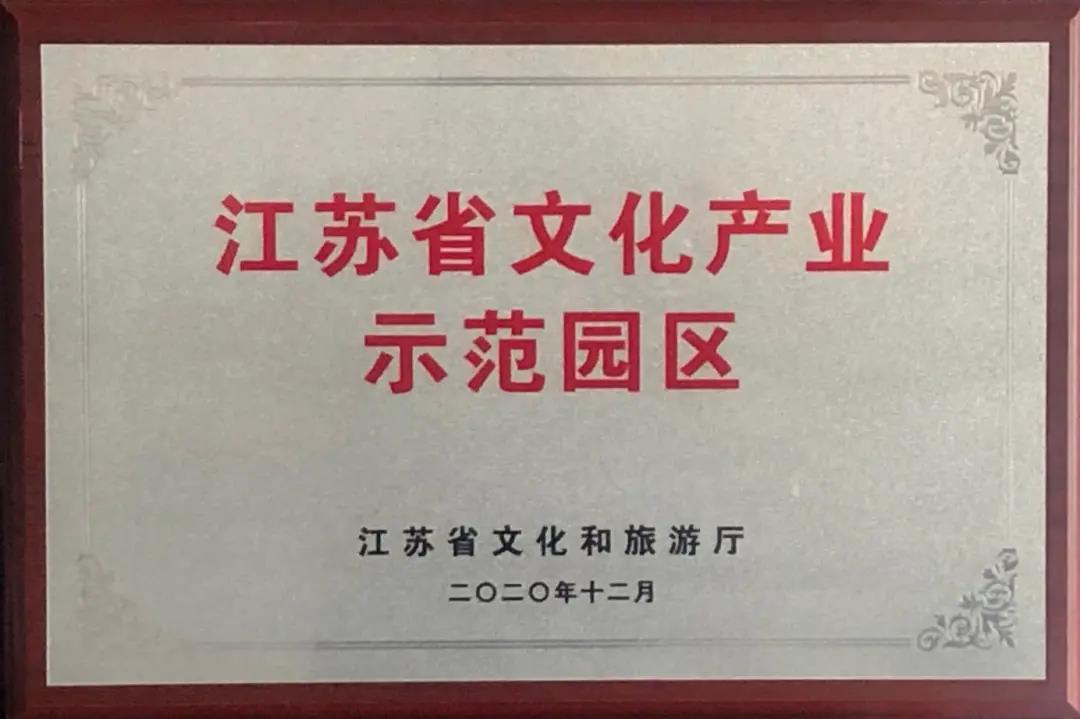 江苏省文化产业
示范园区
江苏省文化和旅游厅
二〇二〇年十二月